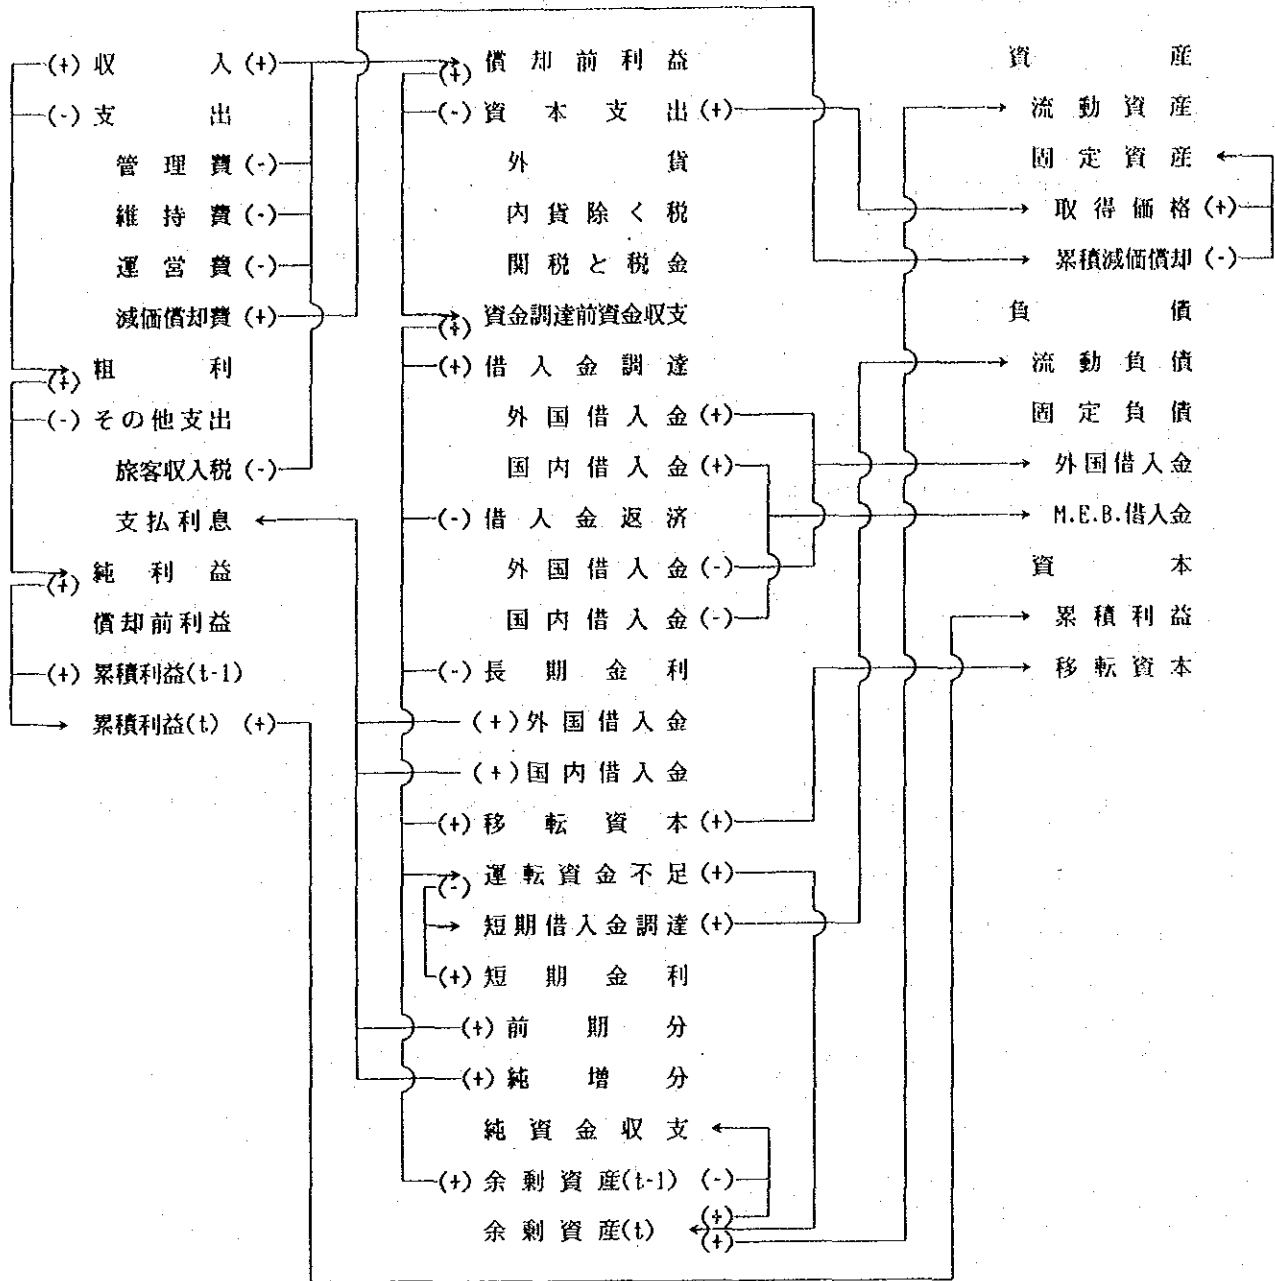 (+) 収 入 (+)
(-) 支 出
管 理 費 (-)
維 持 費 (-)
運 営 費 (-)
減価償却費 (+)
(+) 粗 利
(-) その他支出
旅客収入税 (-)
支 払 利 息
(+) 純 利 益
償却前利益
(+) 累積利益(t-1)
累積利益(t) (+)
(+) 償 却 前 利 益
(-) 資 本 支 出 (+)
外 貨
内 貨 除 く 税
関 税 と 税 金
(+) 資金調達前資金収支
(+) 借 入 金 調 達
外 国 借 入 金 (+)
国 内 借 入 金 (+)
(-) 借 入 金 返 済
外 国 借 入 金 (-)
国 内 借 入 金 (-)
(-) 長 期 金 利
(+) 外 国 借 入 金
(+) 国 内 借 入 金
(+) 移 転 資 本 (+)
(-) 運 転 資 金 不 足 (+)
短 期 借 入 金 調 達 (+)
(+) 短 期 金 利
(+) 前 期 分
(+) 純 増 分
純 資 金 収 支
(+) 余 剰 資 産(t-1) (-)
余 剰 資 産(t) (+)
(+)
資 産
流 動 資 産
固 定 資 産
取 得 価 格 (+)
累積減価償却 (-)
負 債
流 動 負 債
固 定 負 債
外国借入金
M.E.B.借入金
資 本
累 積 利 益
移 転 資 本